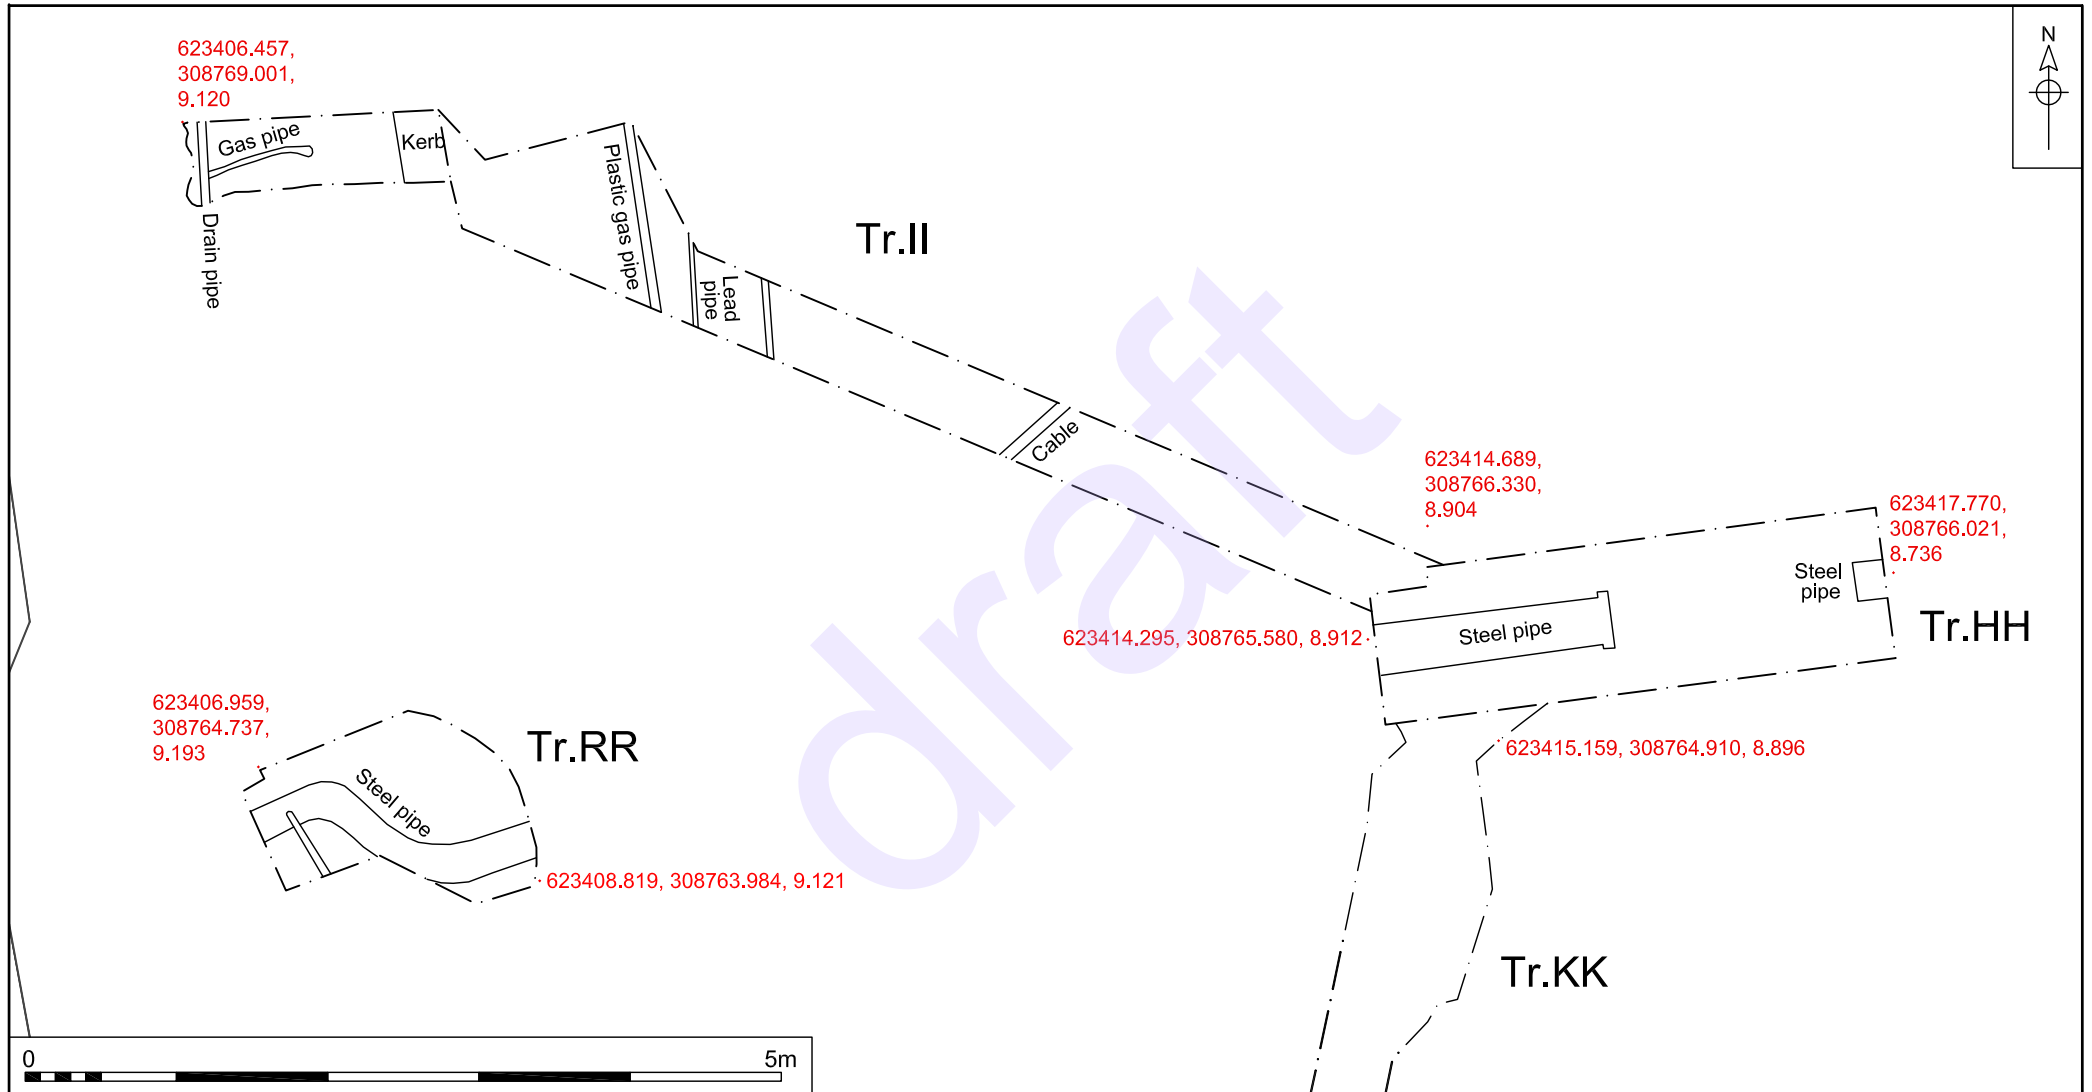 623406.457,
308769.001,
9.120
N
Gas pipe
Kerb
Drain pipe
Plastic gas pipe
Lead
pipe
Tr.II
Cable
623414.689,
308766.330,
8.904
623417.770,
308766.021,
8.736
Steel
pipe
Tr.HH
623414.295, 308765.580, 8.912
Steel pipe
623406.959,
308764.737,
9.193
Tr.RR
Steel pipe
623415.159, 308764.910, 8.896
623408.819, 308763.984, 9.121
Tr.KK
draft
0
5m